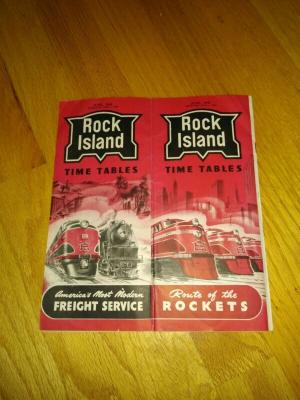 Rock
Island
TIME TABLES
America's Most Modern
FREIGHT SERVICE
Rock
Island
TIME TABLES
Route of the
ROCKETS